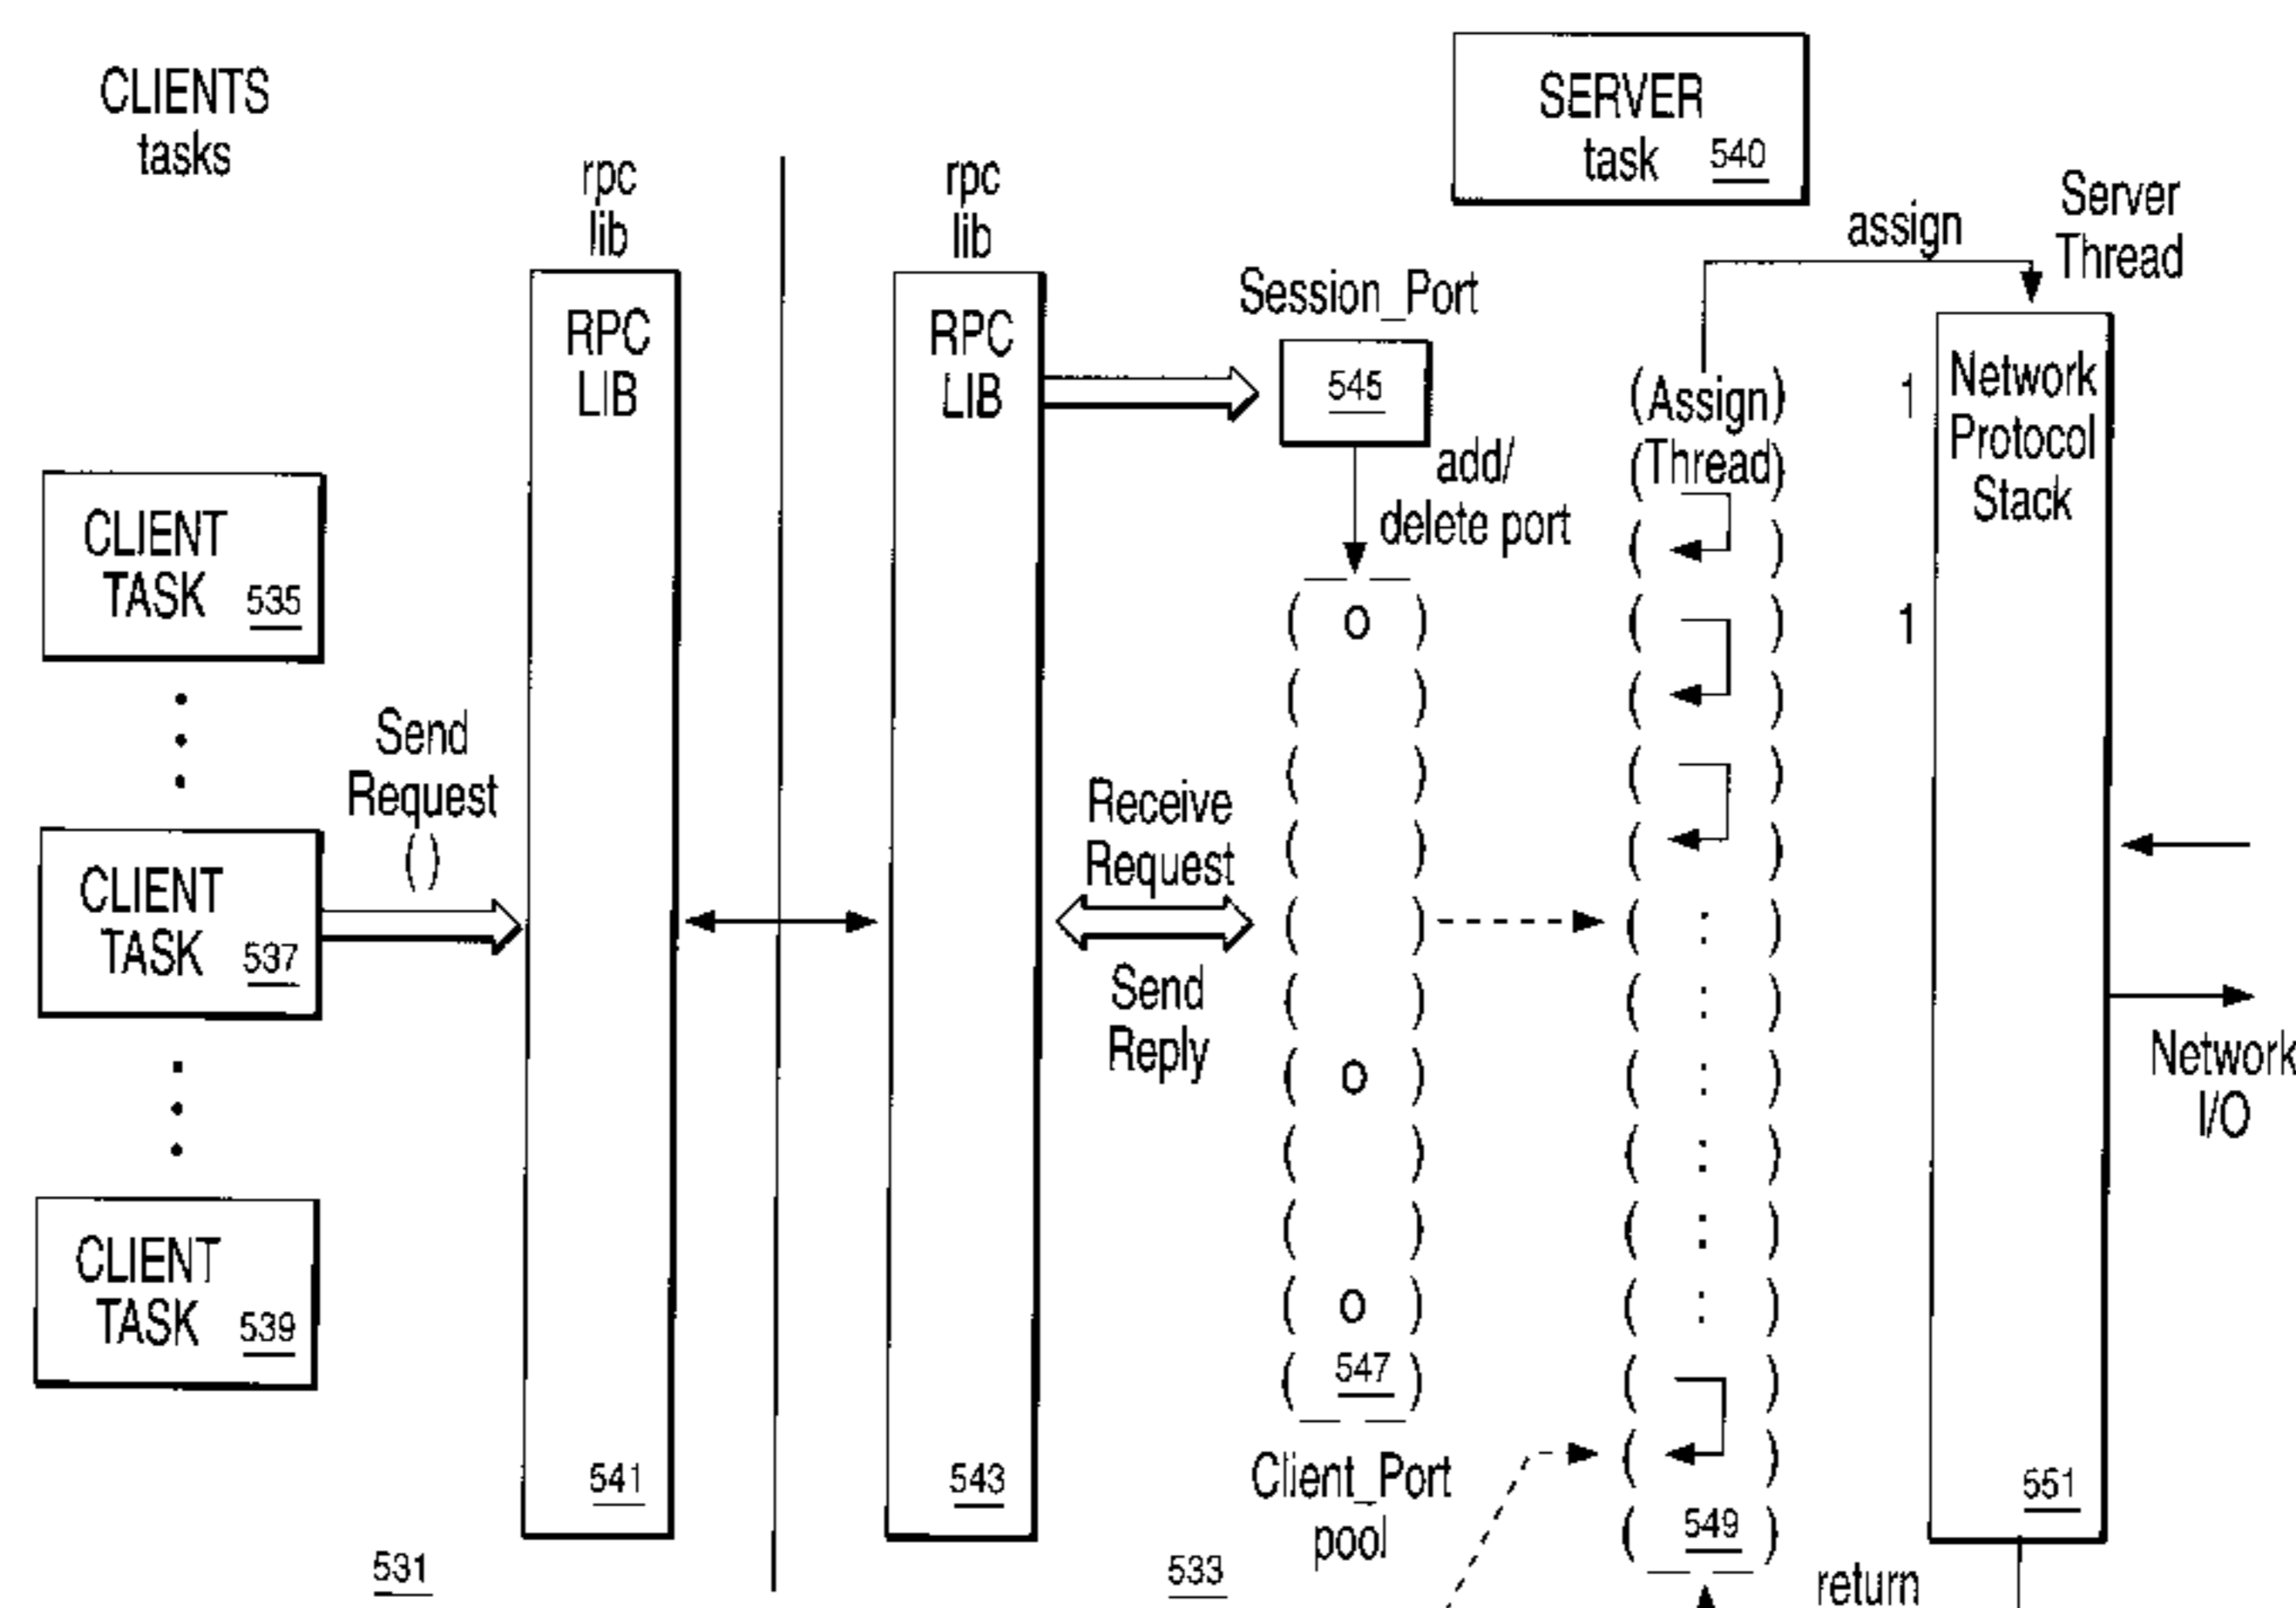 CLIENTS
tasks
rpc
lib
rpc
lib
SERVER
task 540
assign
Server
Thread
Session_Port
RPC
LIB
RPC
LIB
545
(Assign)
(Thread)
1
Network
Protocol
Stack
add/
delete port
CLIENT
TASK 535
( o )
1
Send
Request
( )
Receive
Request
CLIENT
TASK 537
Send
Reply
( o )
Network
I/O
CLIENT
TASK 539
( o )
( 547 )
Client_Port
pool
541
543
551
( 549 )
531
533
return